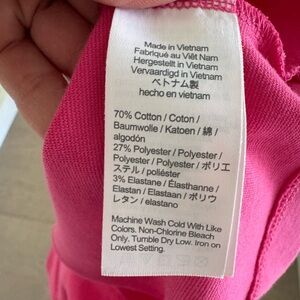 Made in Vietnam
Fabriqué au Việt Nam
Hergestellt in Vietnam
Vervaardigd in Vietnam
ベトナム製
hecho en vietnam
70% Cotton / Coton /
Baumwolle / Katoen / 綿 /
algodón
27% Polyester / Polyester /
Polyester / Polyester / ポリエ
ステル / poliéster
3% Elastane / Élasthanne /
Elastan / Elastaan / ポリウ
レタン / elastano
Machine Wash Cold With Like
Colors. Non-Chlorine Bleach
Only. Tumble Dry Low. Iron on
Lowest Setting.